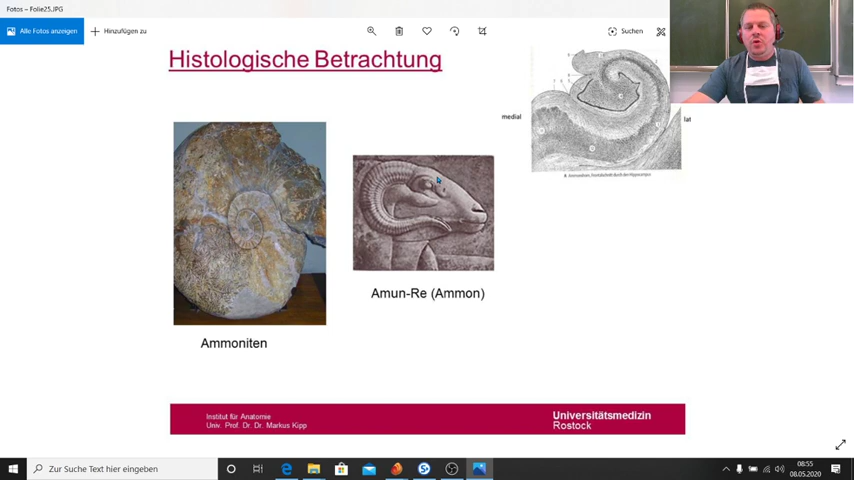 Fotos – Folie25.JPG
Alle Fotos anzeigen
Hinzufügen zu
Suchen
Histologische Betrachtung
medial
lat
Amun-Re (Ammon)
Ammoniten
Institut für Anatomie
Univ. Prof. Dr. Dr. Markus Kipp
Universitätsmedizin
Rostock
Zur Suche Text hier eingeben
08:55
08.05.2020